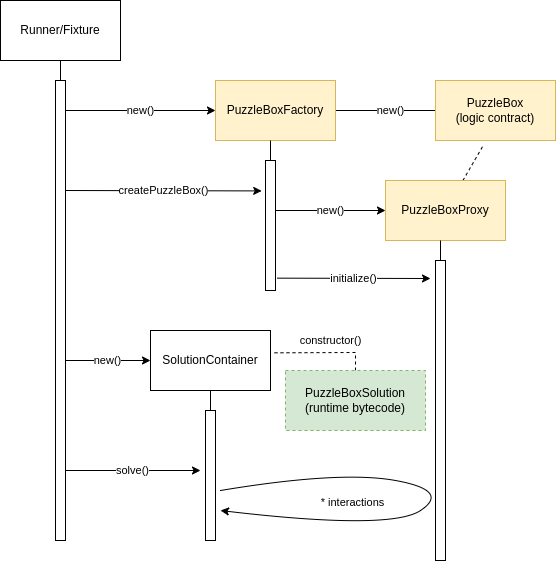 Runner/Fixture
new()
PuzzleBoxFactory
new()
PuzzleBox
(logic contract)
createPuzzleBox()
new()
PuzzleBoxProxy
initialize()
constructor()
new()
SolutionContainer
PuzzleBoxSolution
(runtime bytecode)
solve()
* interactions